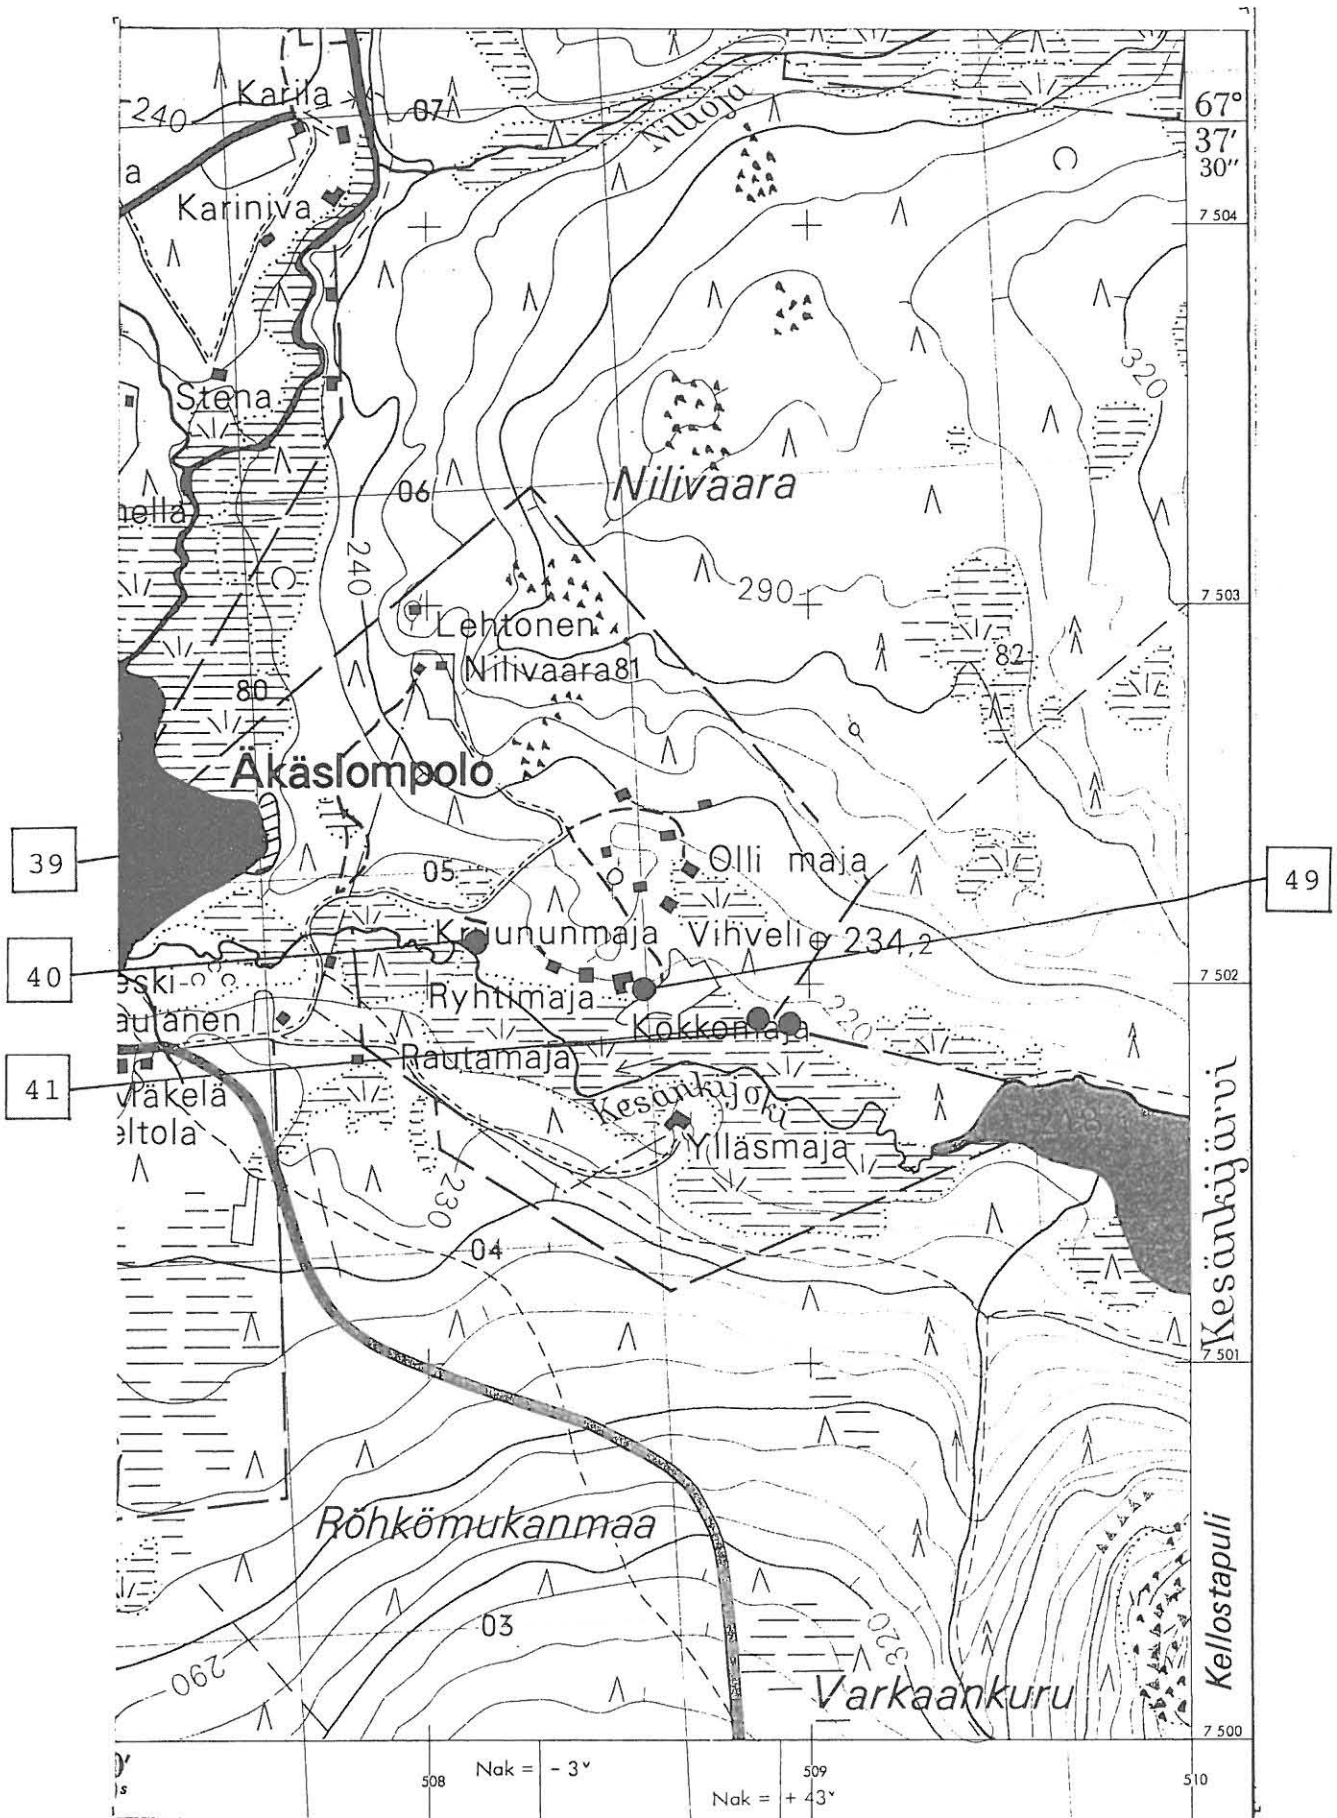 Karila
07
240
Nilioja
67°
37'
30"
a
Kariniva
7 504
320
Stena
Nilivaara
06
240
290
7 503
Lehtonen
82
Nilivaara 81
80
Äkäslompolo
39
Olli maja
05
49
Kruununmaja
Vihveli
234,2
40
7 502
Ryhtimaja
220
Kokkomaja
Rautamaja
41
Mäkelä
Kesänkijoki
Ylläsmaja
Kesänkijärvi
230
04
7 501
Röhkömukanmaa
03
290
320
Varkaankuru
Kellostapuli
7 500
Nak = - 3ᵛ
508
509
510
Nak = + 43ᵛ